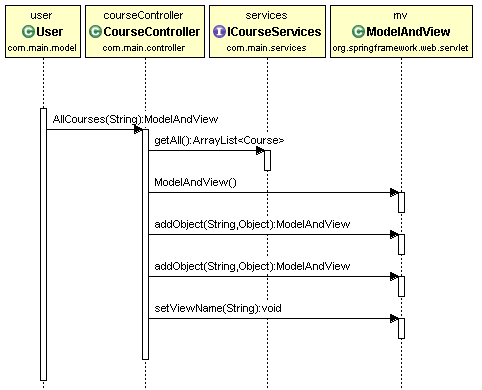 user
C User
com.main.model
courseController
C CourseController
com.main.controller
services
I ICourseServices
com.main.services
mv
C ModelAndView
org.springframework.web.servlet
AllCourses(String):ModelAndView
getAll():ArrayList<Course>
ModelAndView()
addObject(String,Object):ModelAndView
addObject(String,Object):ModelAndView
setViewName(String):void